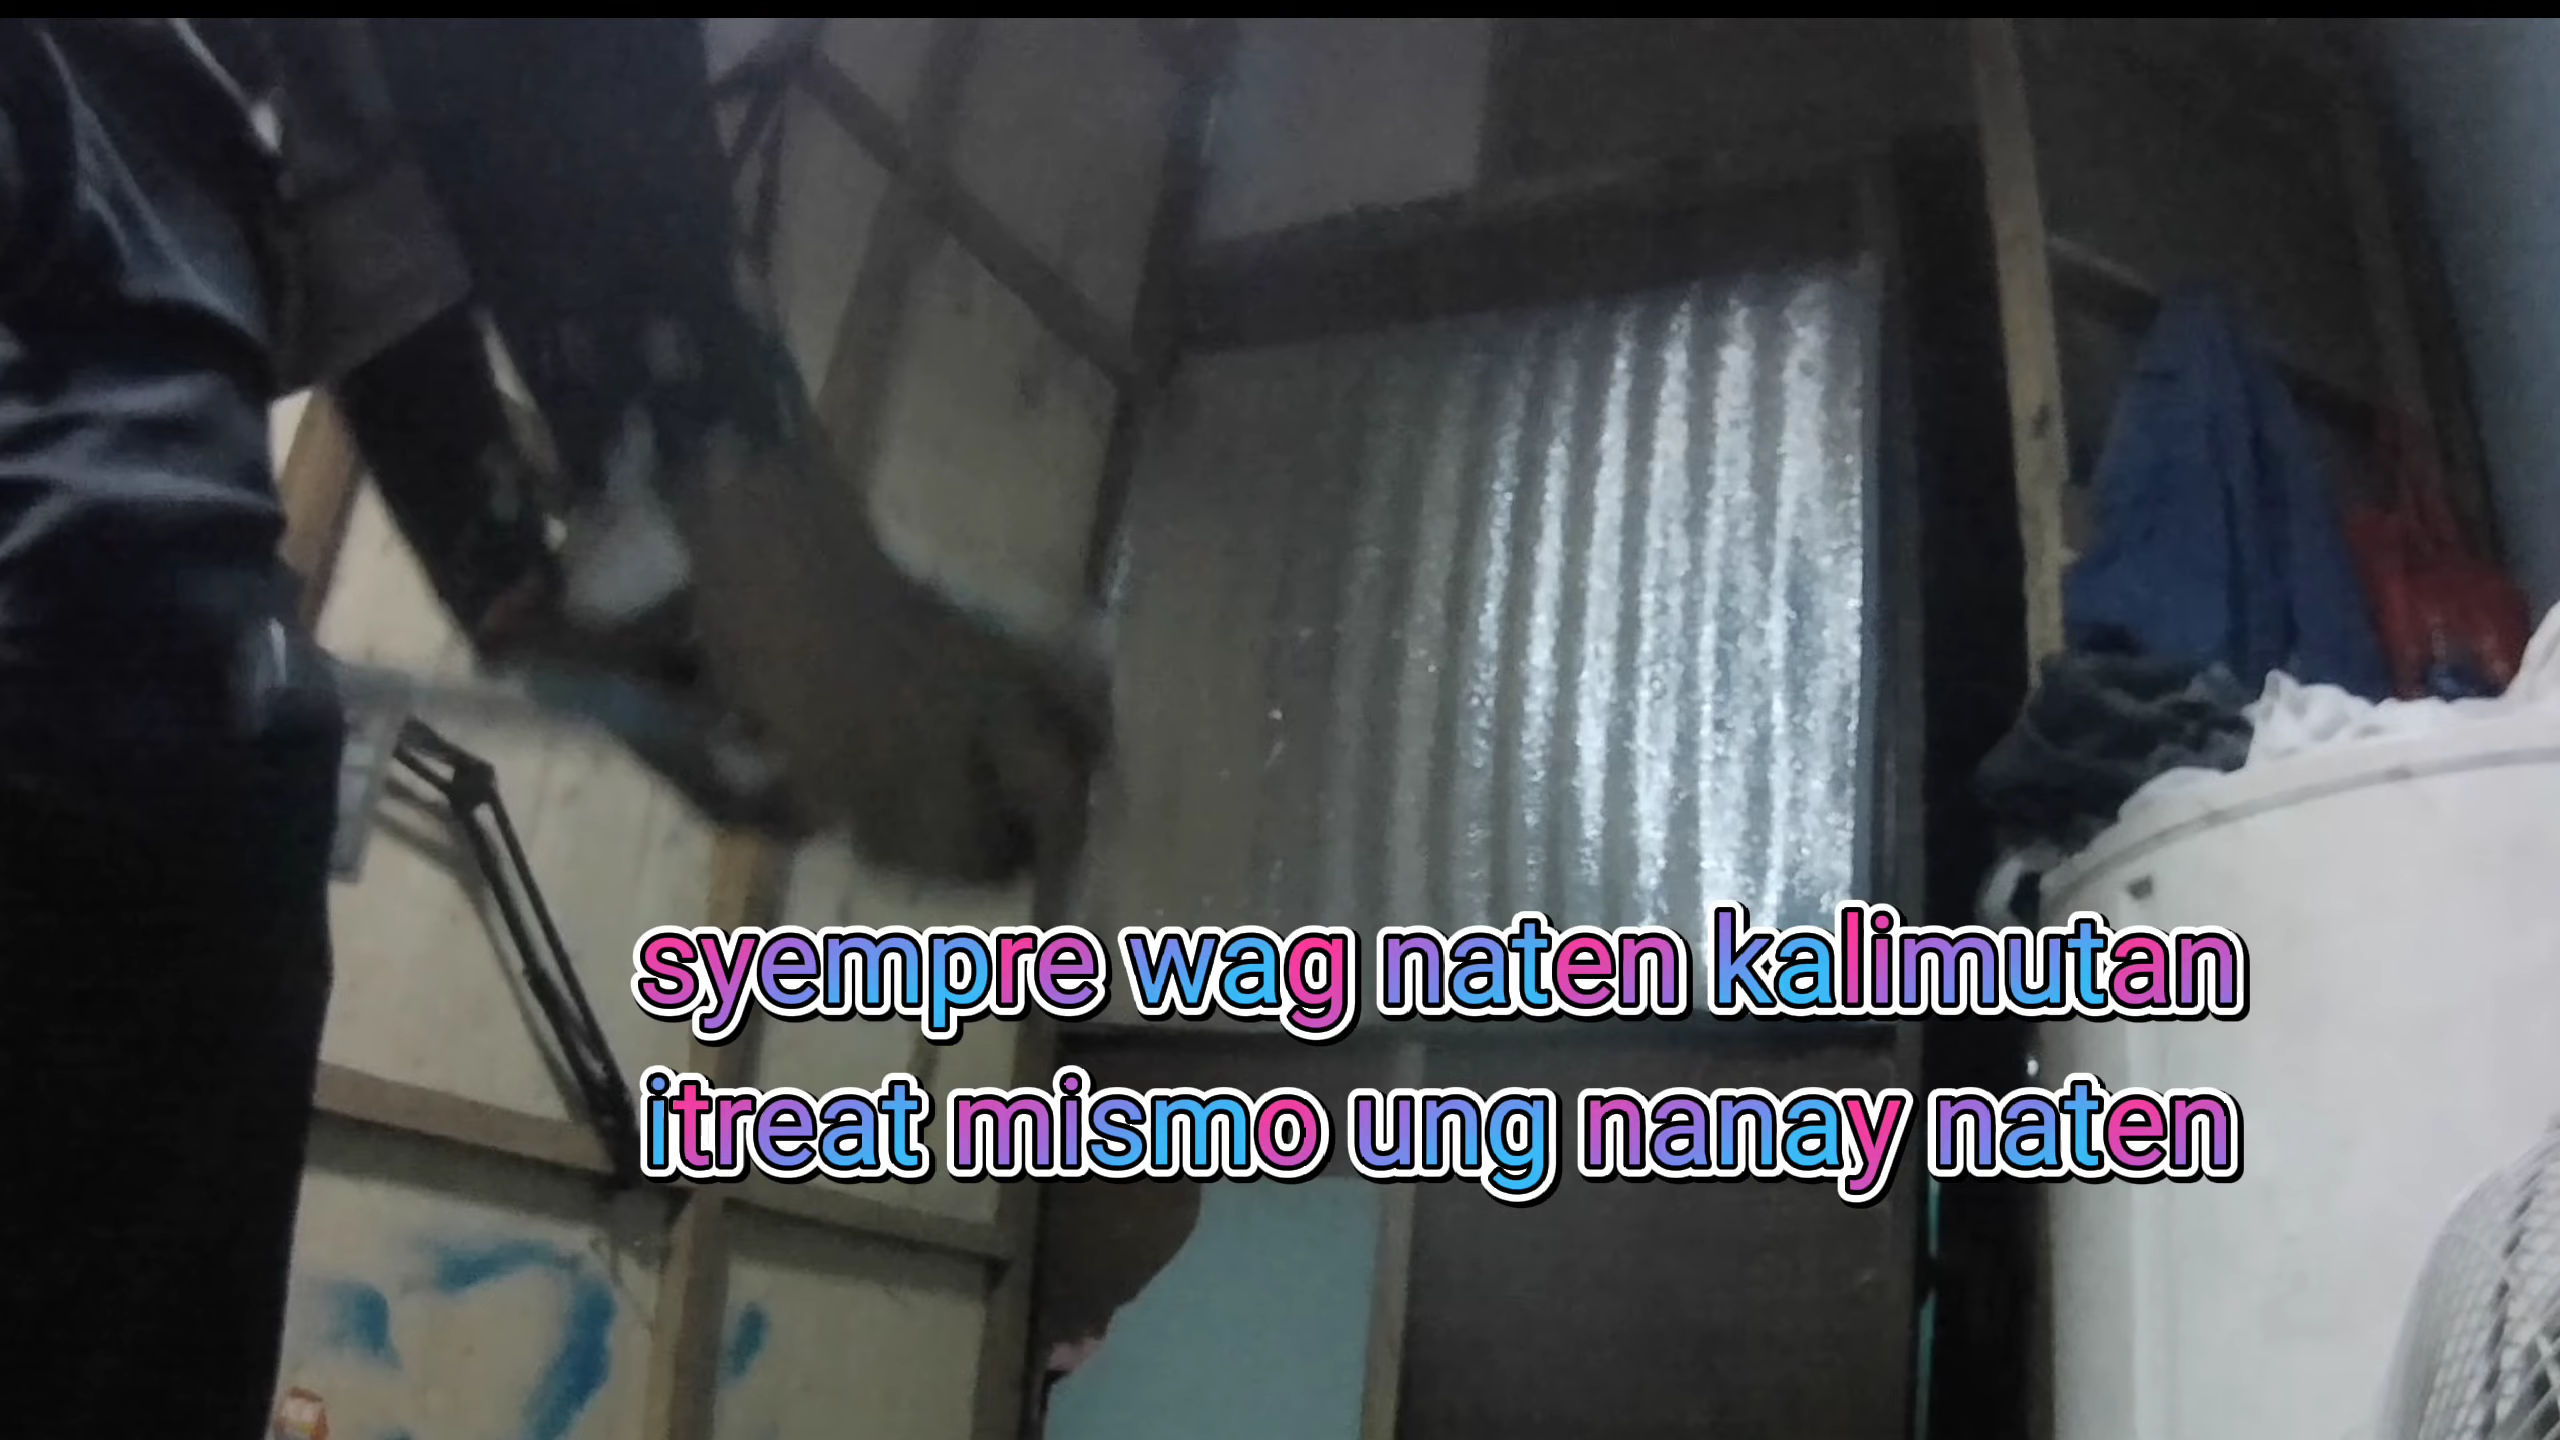 syempre wag naten kalimutan
itreat mismo ung nanay naten